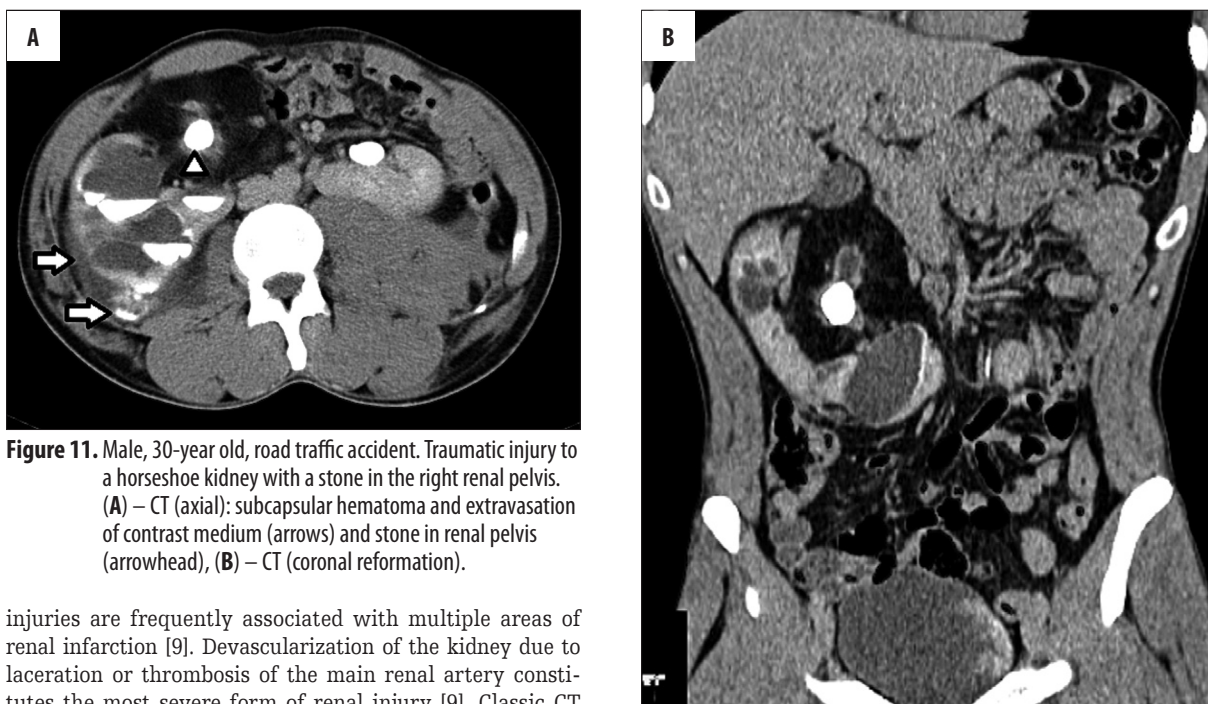 A
B
Figure 11. Male, 30-year old, road traffic accident. Traumatic injury to
a horseshoe kidney with a stone in the right renal pelvis.
(A) – CT (axial): subcapsular hematoma and extravasation
of contrast medium (arrows) and stone in renal pelvis
(arrowhead), (B) – CT (coronal reformation).
injuries are frequently associated with multiple areas of
renal infarction [9]. Devascularization of the kidney due to
laceration or thrombosis of the main renal artery consti-
tutes the most severe form of renal injury [9]. Classic CT